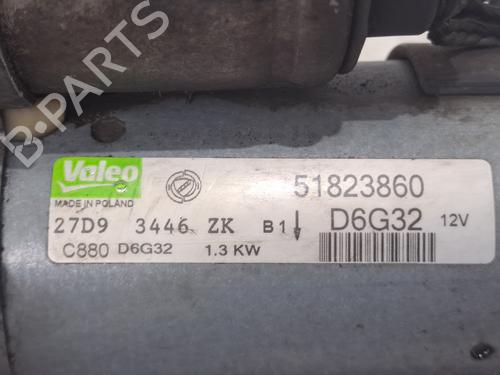 Valeo
MADE IN POLAND
51823860
27D9 3446 ZK B1 D6G32 12V
C880 D6G32 1.3 KW
B-PARTS